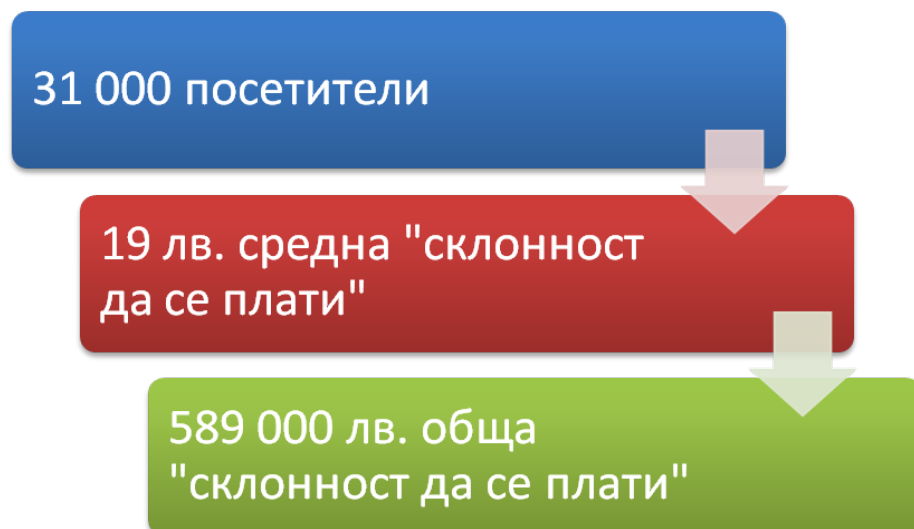 31 000 посетители
19 лв. средна "склонност
да се плати"
589 000 лв. обща
"склонност да се плати"